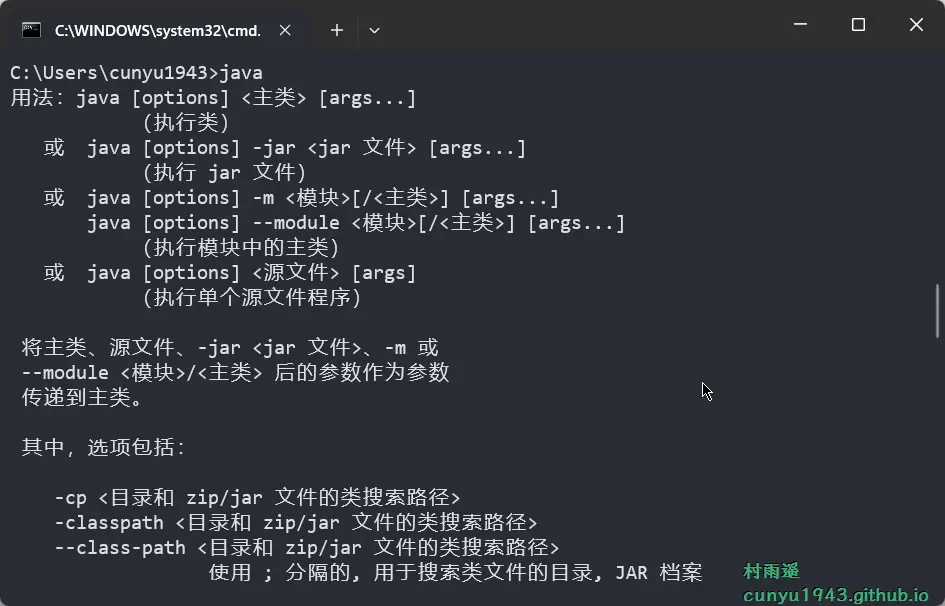 C:\WINDOWS\system32\cmd.
C:\Users\cunyu1943>java
用法: java [options] <主类> [args...]
(执行类)
或 java [options] -jar <jar 文件> [args...]
(执行 jar 文件)
或 java [options] -m <模块>[/<主类>] [args...]
java [options] --module <模块>[/<主类>] [args...]
(执行模块中的主类)
或 java [options] <源文件> [args]
(执行单个源文件程序)
将主类、源文件、-jar <jar 文件>、-m 或
--module <模块>/<主类> 后的参数作为参数
传递到主类。
其中, 选项包括:
-cp <目录和 zip/jar 文件的类搜索路径>
-classpath <目录和 zip/jar 文件的类搜索路径>
--class-path <目录和 zip/jar 文件的类搜索路径>
使用 ; 分隔的, 用于搜索类文件的目录, JAR 档案
村雨遥
cunyu1943.github.io